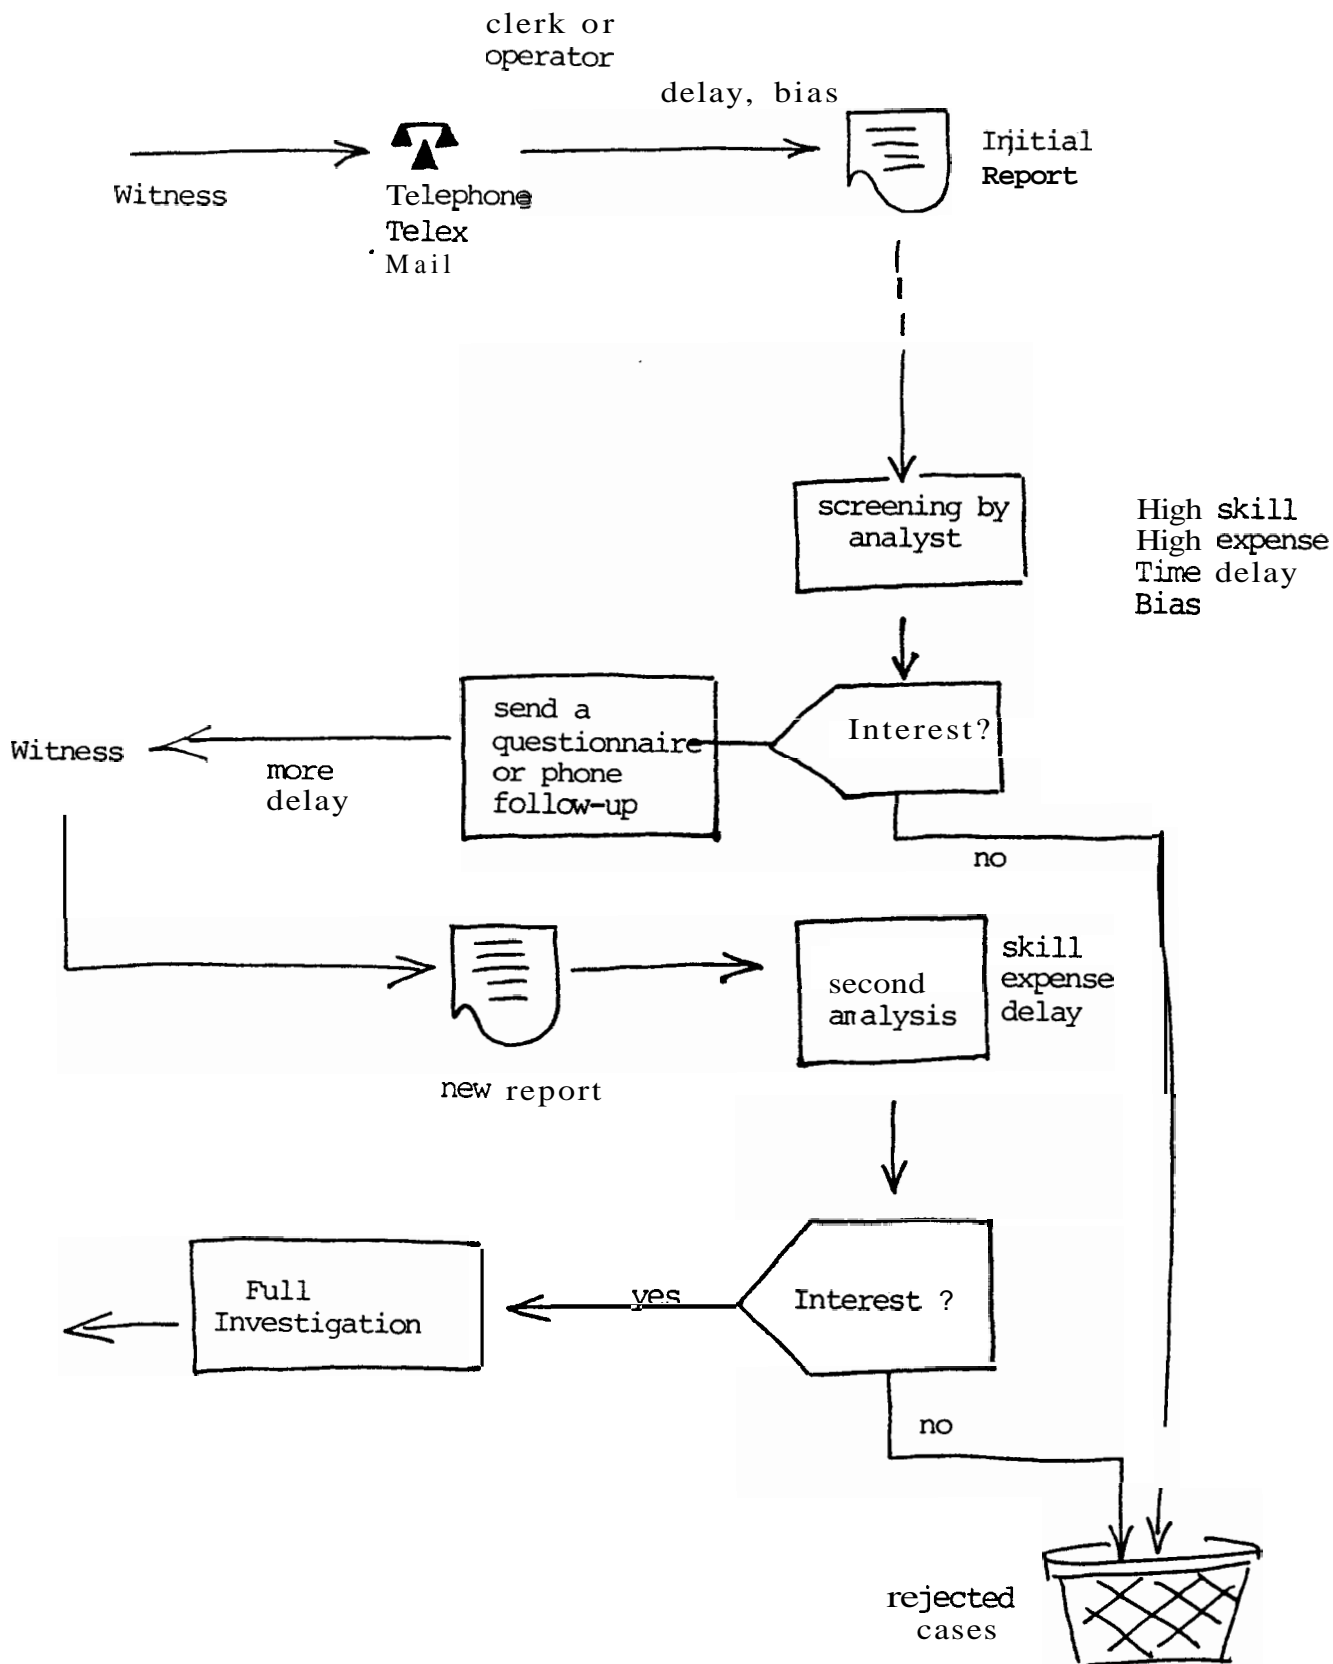 clerk or
operator
delay, bias
Initial
Report
Witness
Telephone
Telex
Mail
screening by
analyst
High skill
High expense
Time delay
Bias
Interest?
send a
questionnaire
or phone
follow-up
Witness
more
delay
no
second
analysis
skill
expense
delay
new report
Full
Investigation
yes
Interest ?
no
rejected
cases